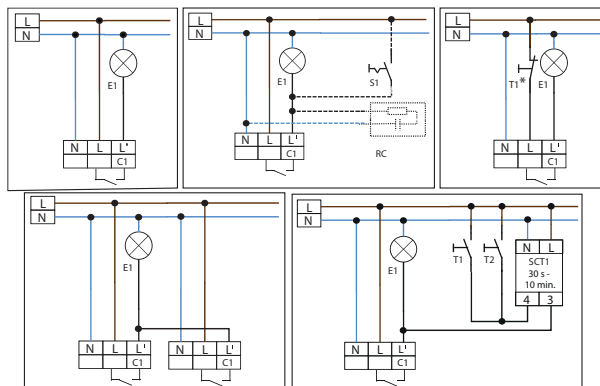 L
N
E1
N L L'
C1
L
N
E1
S1
N L L'
C1
RC
L
N
T1* E1
N L L'
C1
L
N
E1
N L L' N L L'
C1 C1
L
N
E1 T1 T2
N L
SCT1
30 s -
10 min.
4 3
N L L'
C1